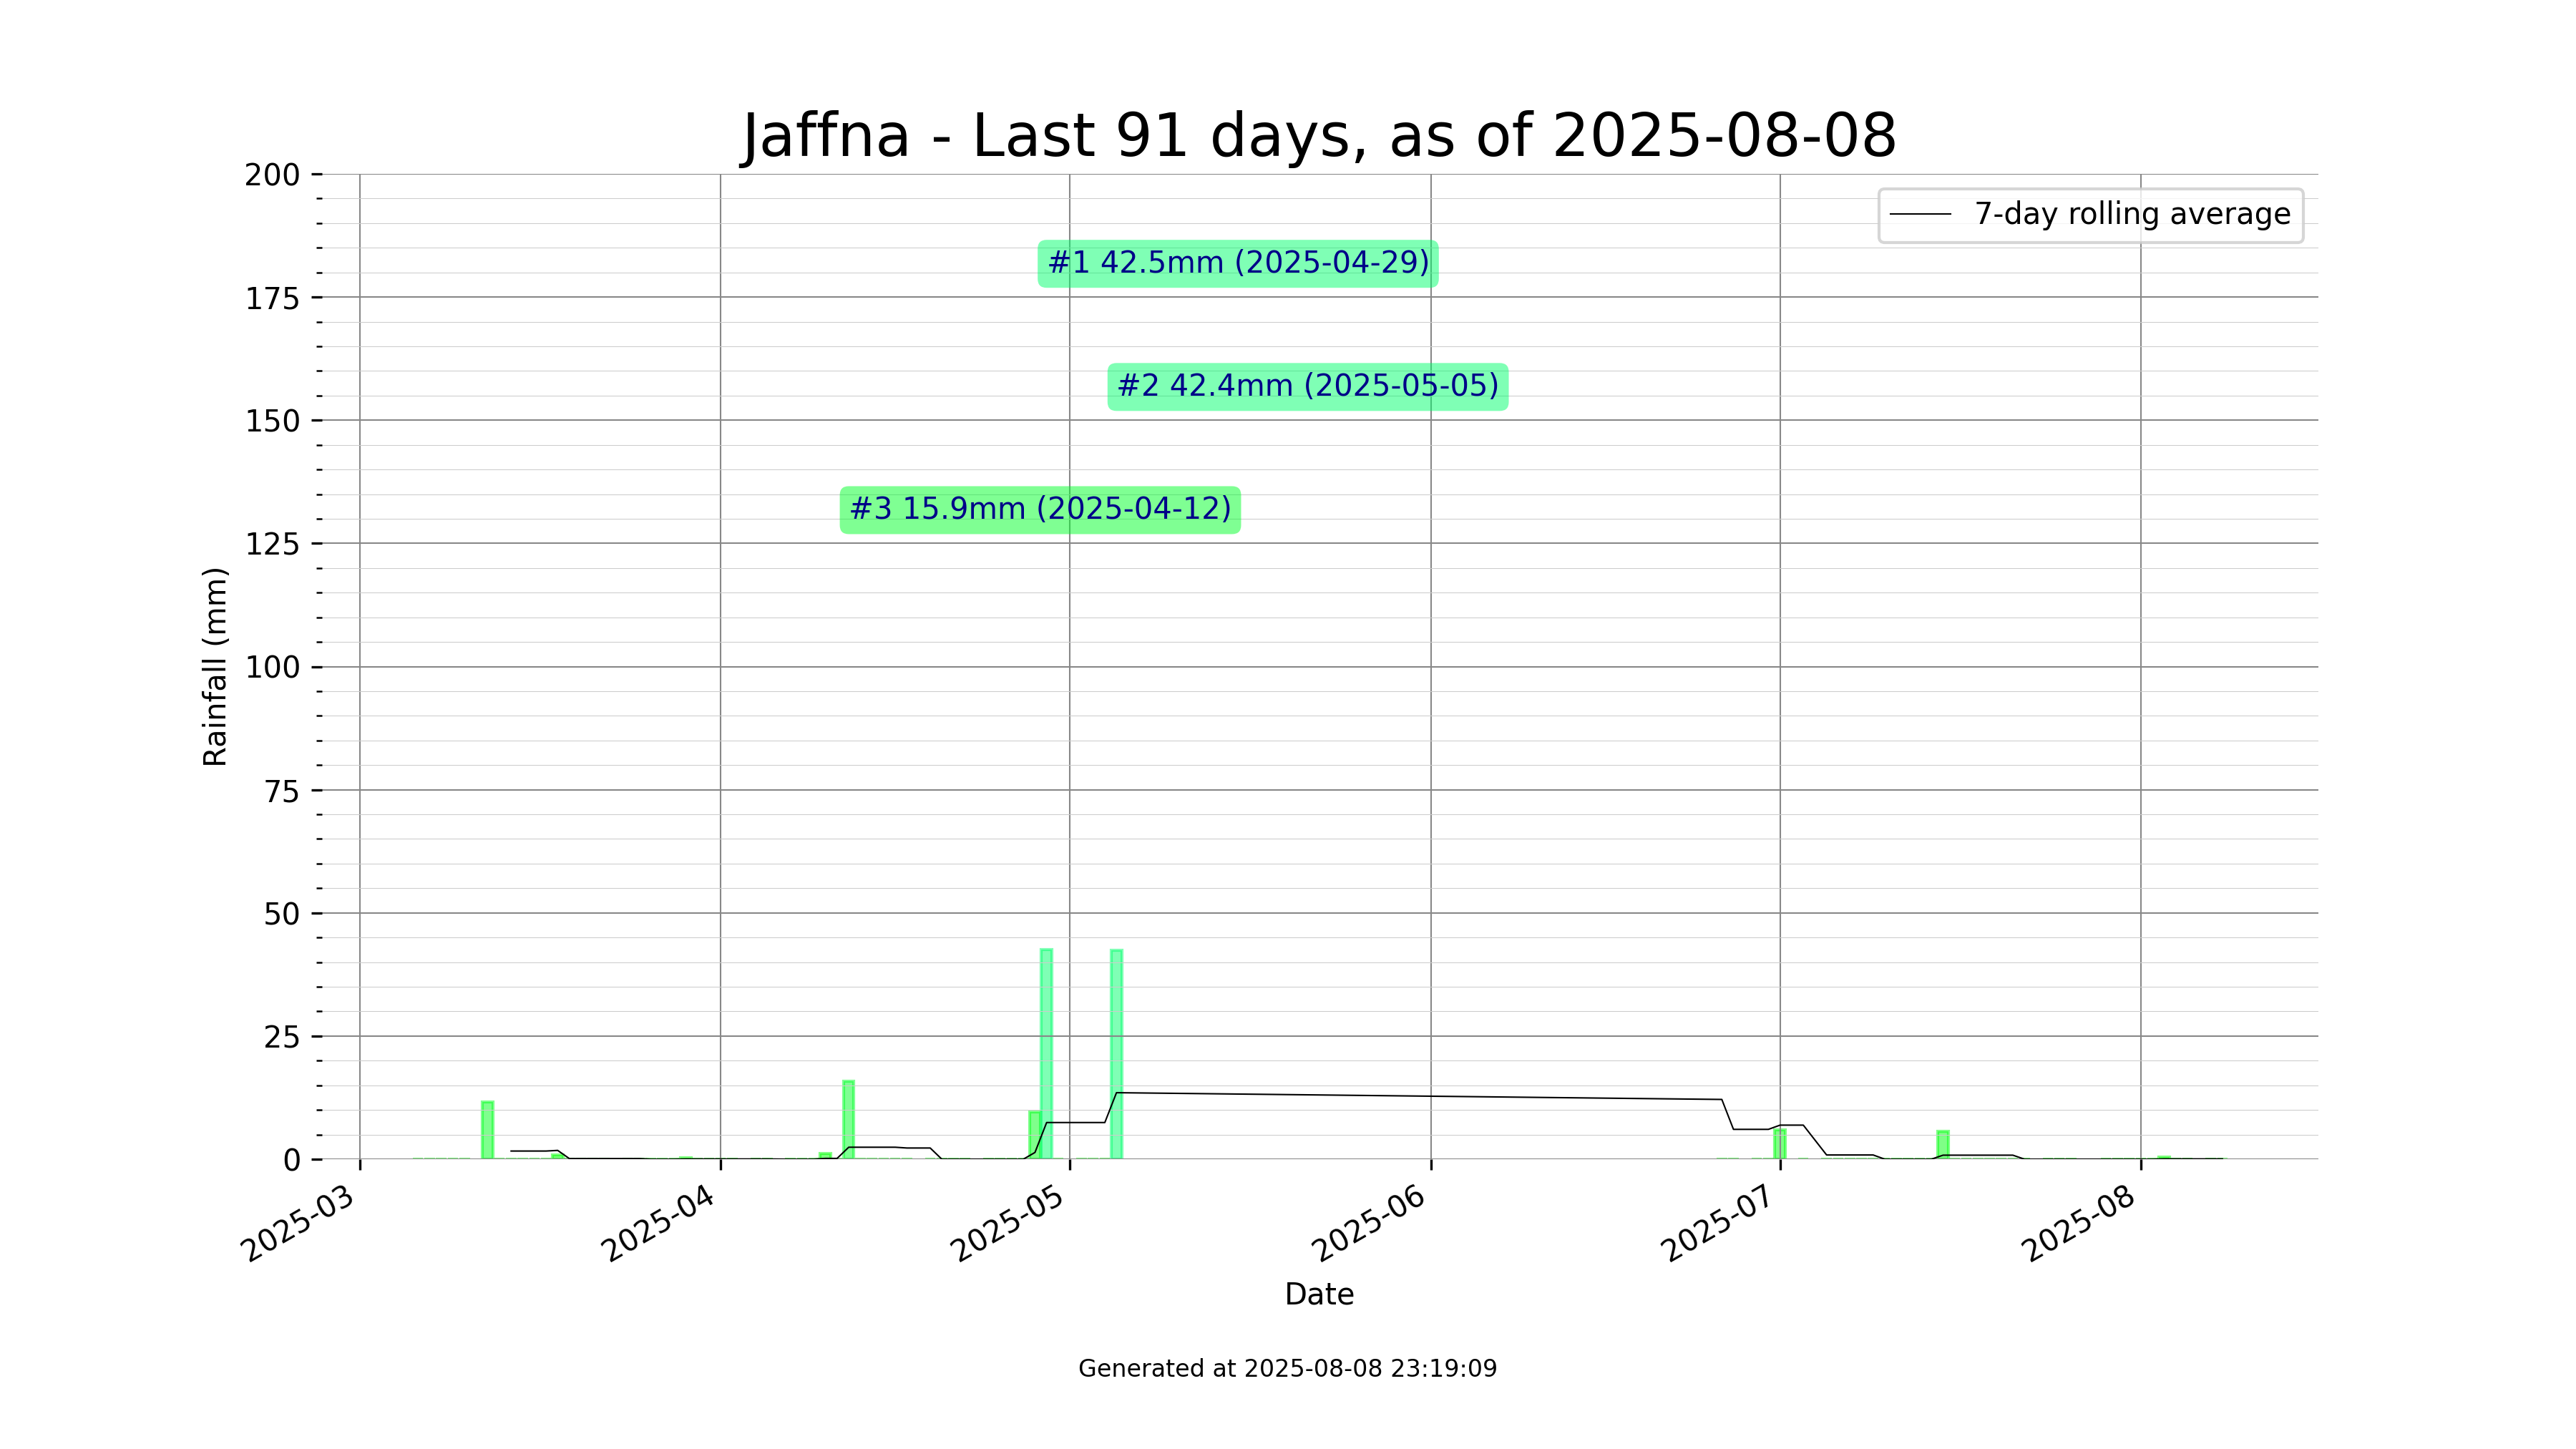 Jaffna - Last 91 days, as of 2025-08-08
7-day rolling average
#1 42.5mm (2025-04-29)
#2 42.4mm (2025-05-05)
#3 15.9mm (2025-04-12)
Rainfall (mm)
200
175
150
125
100
75
50
25
0
2025-03
2025-04
2025-05
2025-06
2025-07
2025-08
Date
Generated at 2025-08-08 23:19:09